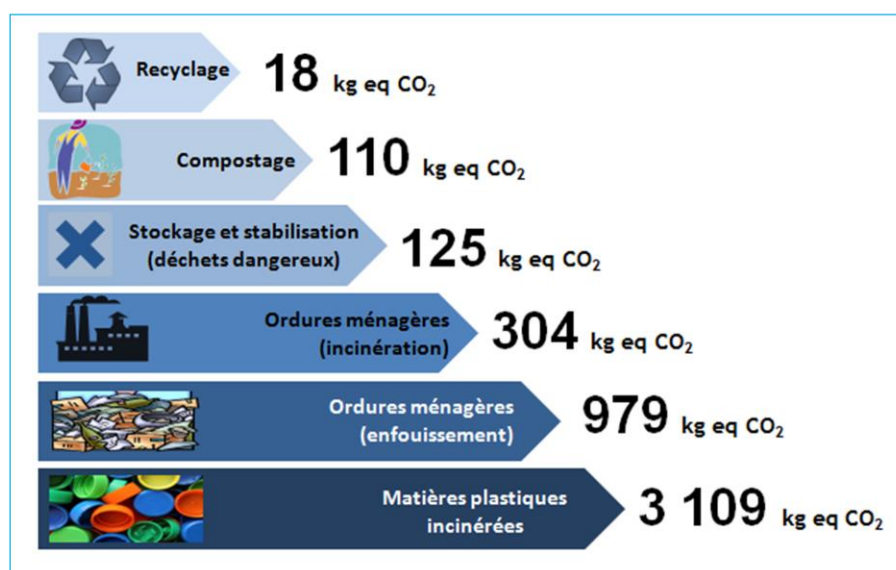 Recyclage 18 kg eq CO₂
Compostage 110 kg eq CO₂
Stockage et stabilisation
(déchets dangereux) 125 kg eq CO₂
Ordures ménagères
(incinération) 304 kg eq CO₂
Ordures ménagères
(enfouissement) 979 kg eq CO₂
Matières plastiques
incinérées 3 109 kg eq CO₂